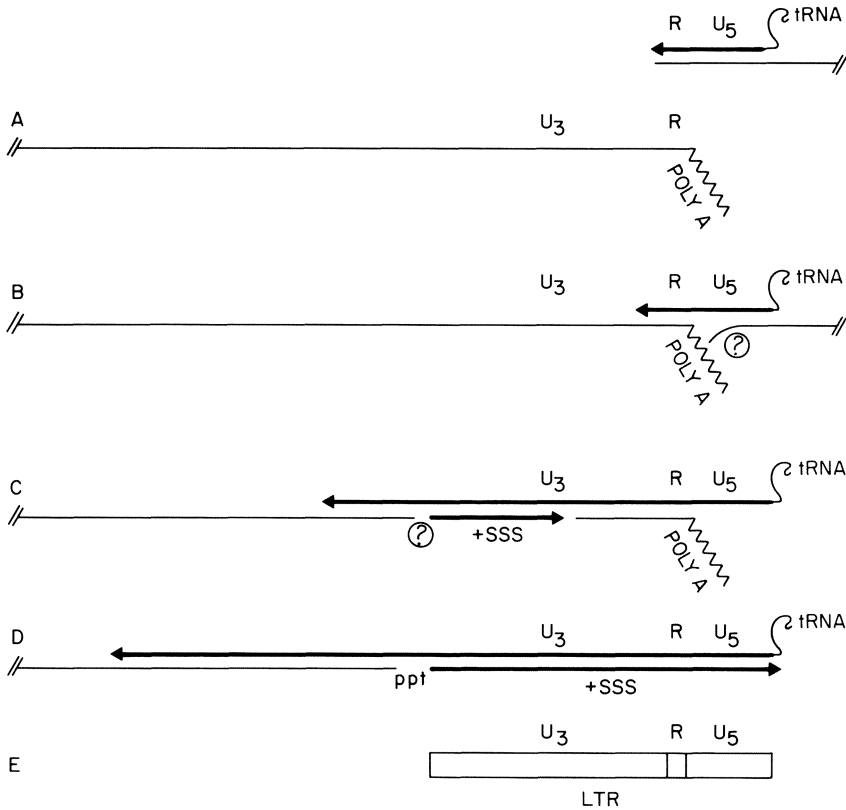 R U5 tRNA
A U3 R
POLY A
B U3 R U5 tRNA
POLY A ?
C U3 R U5 tRNA
? +SSS POLY A
D U3 R U5 tRNA
ppt +SSS
E U3 R U5
LTR